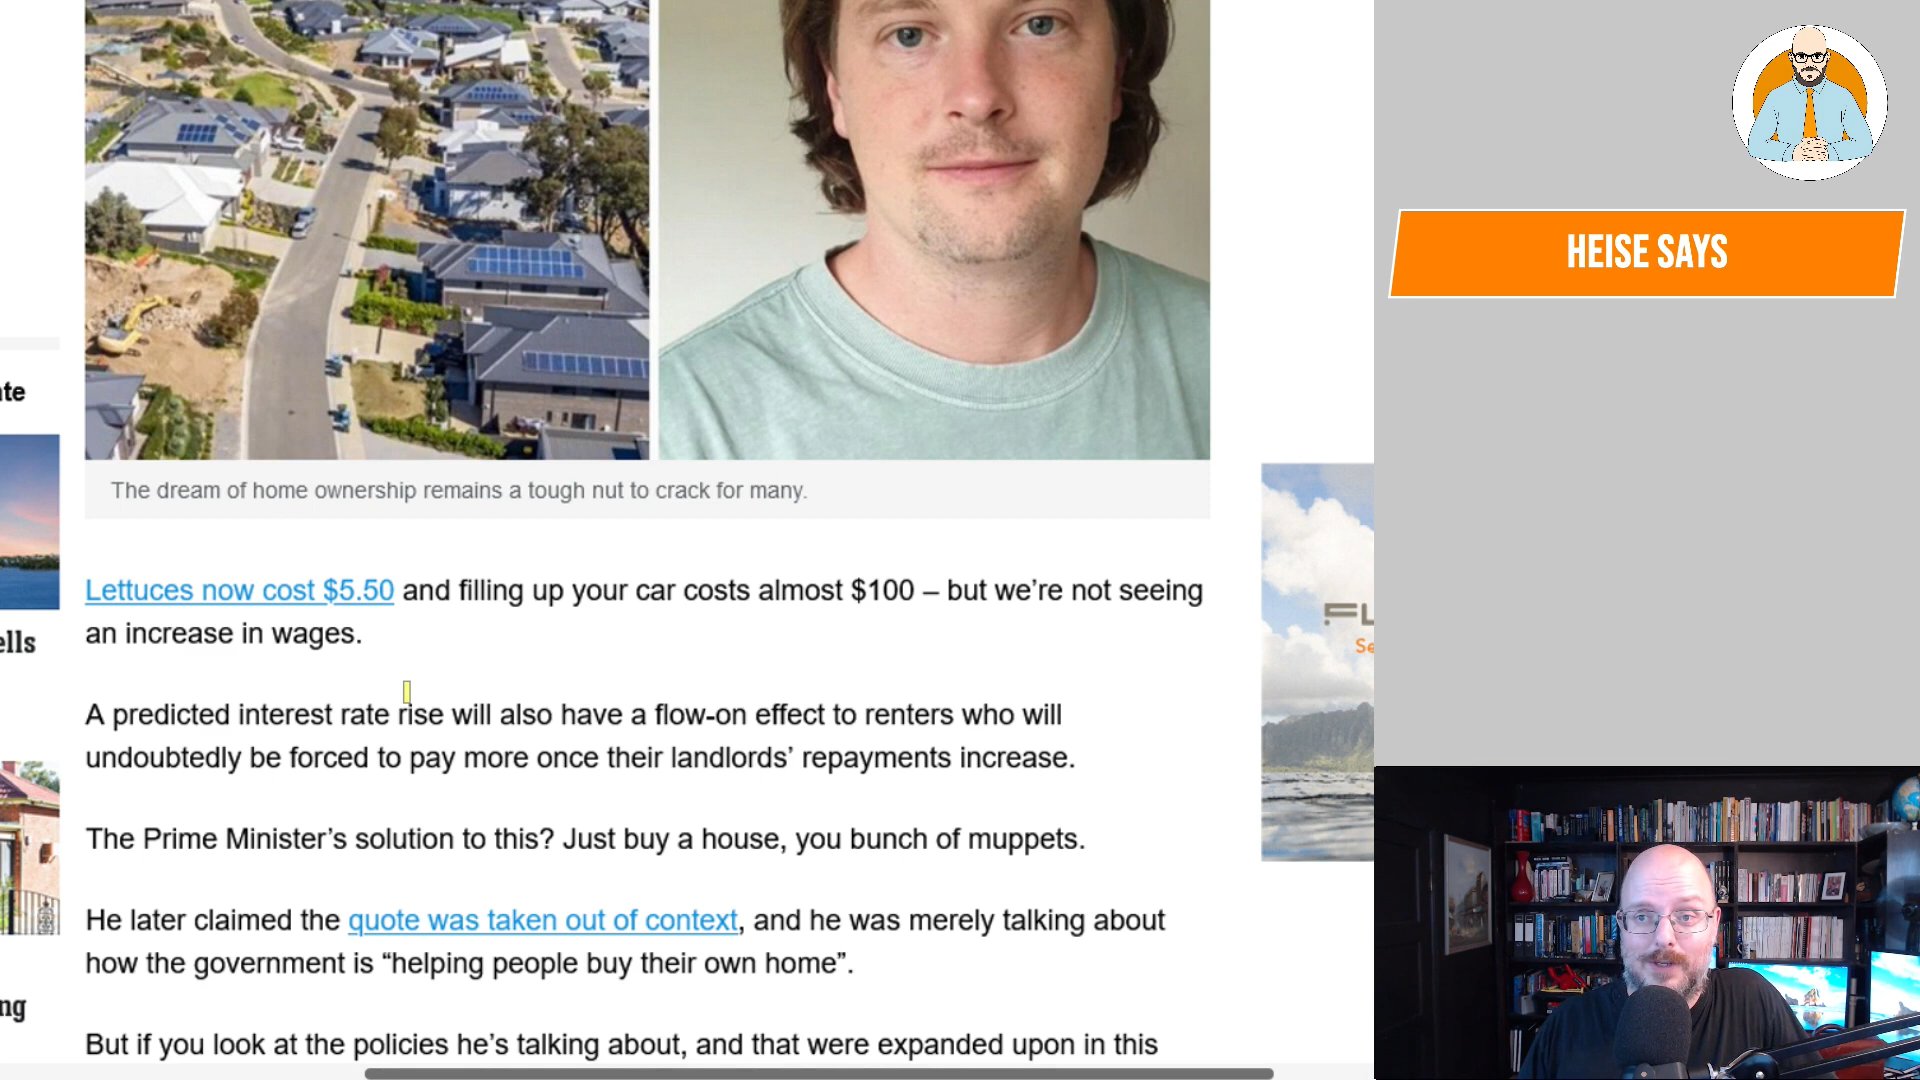 HEISE SAYS
The dream of home ownership remains a tough nut to crack for many.
Lettuces now cost $5.50 and filling up your car costs almost $100 – but we’re not seeing
an increase in wages.
A predicted interest rate rise will also have a flow-on effect to renters who will
undoubtedly be forced to pay more once their landlords’ repayments increase.
The Prime Minister’s solution to this? Just buy a house, you bunch of muppets.
He later claimed the quote was taken out of context, and he was merely talking about
how the government is “helping people buy their own home”.
But if you look at the policies he’s talking about, and that were expanded upon in this